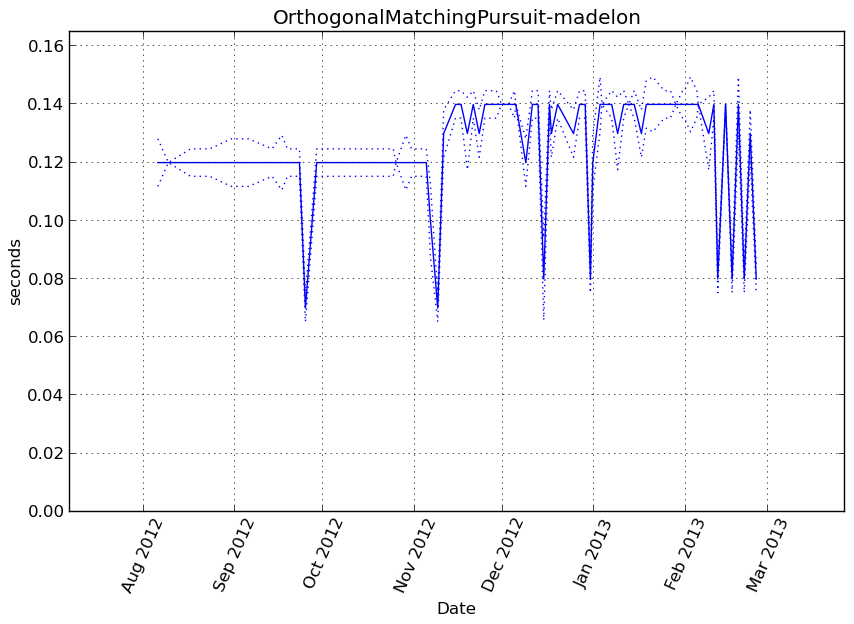 OrthogonalMatchingPursuit-madelon
0.16
0.14
0.12
0.10
0.08
0.06
0.04
0.02
0.00
seconds
Aug 2012
Sep 2012
Oct 2012
Nov 2012
Dec 2012
Jan 2013
Feb 2013
Mar 2013
Date